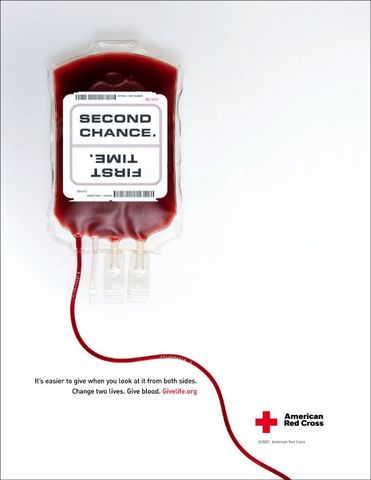 SECOND
CHANCE.
FIRST
TIME.
It's easier to give when you look at it from both sides.
Change two lives. Give blood. Givelife.org
American
Red Cross
©2007, American Red Cross